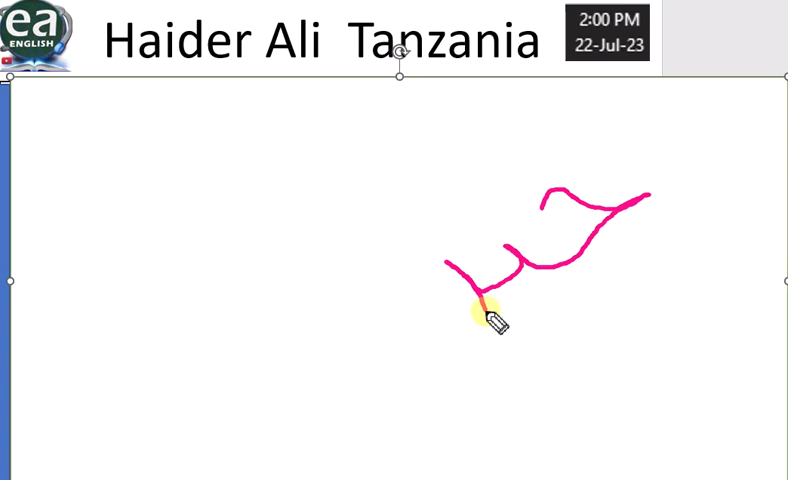 ea
ENGLISH
Haider Ali Tanzania
2:00 PM
22-Jul-23